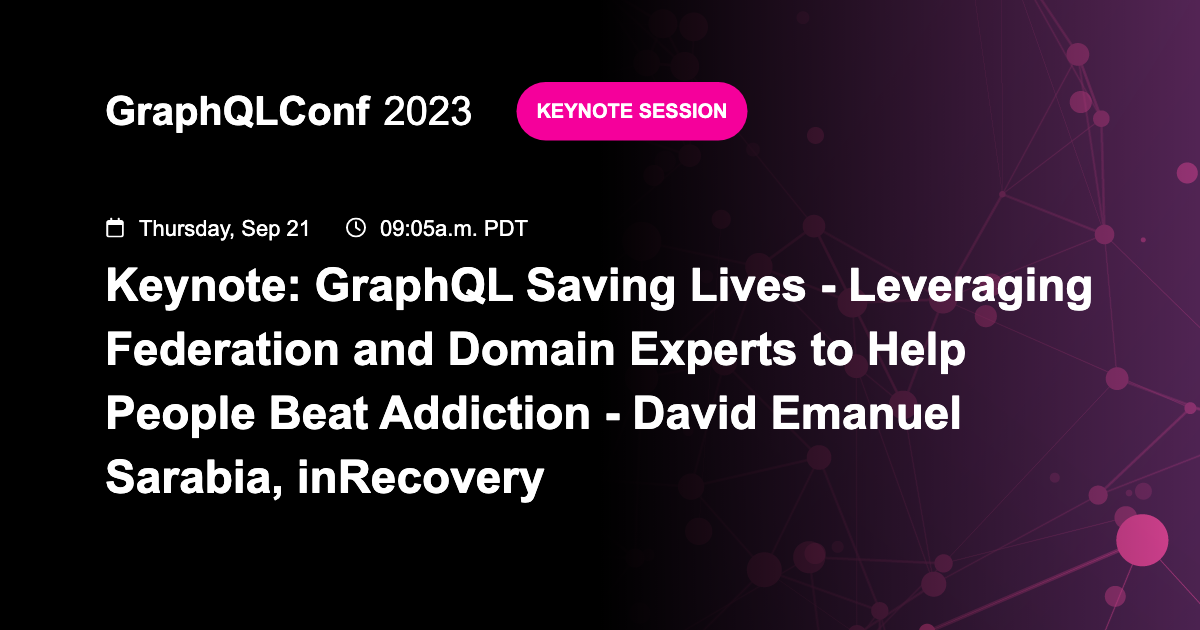 GraphQLConf 2023
KEYNOTE SESSION
Thursday, Sep 21
09:05a.m. PDT
Keynote: GraphQL Saving Lives - Leveraging
Federation and Domain Experts to Help
People Beat Addiction - David Emanuel
Sarabia, inRecovery